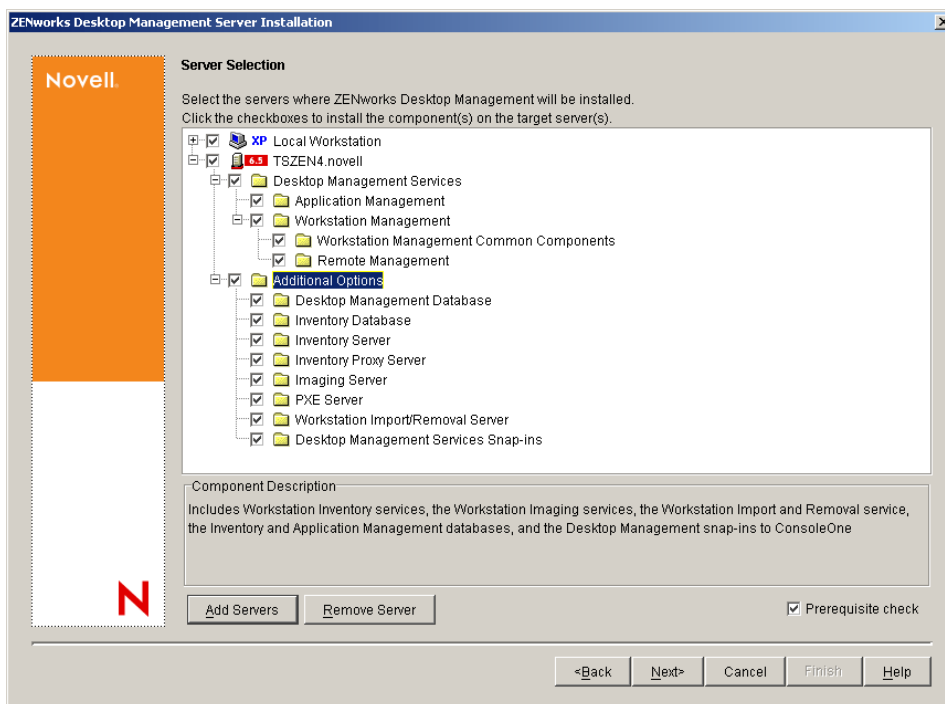 ZENworks Desktop Management Server Installation
Novell.
Server Selection
Select the servers where ZENworks Desktop Management will be installed.
Click the checkboxes to install the component(s) on the target server(s).
XP Local Workstation
6.5 TSZEN4.novell
Desktop Management Services
Application Management
Workstation Management
Workstation Management Common Components
Remote Management
Additional Options
Desktop Management Database
Inventory Database
Inventory Server
Inventory Proxy Server
Imaging Server
PXE Server
Workstation Import/Removal Server
Desktop Management Services Snap-ins
Component Description
Includes Workstation Inventory services, the Workstation Imaging services, the Workstation Import and Removal service,
the Inventory and Application Management databases, and the Desktop Management snap-ins to ConsoleOne
N
Add Servers Remove Server Prerequisite check
<Back Next> Cancel Finish Help